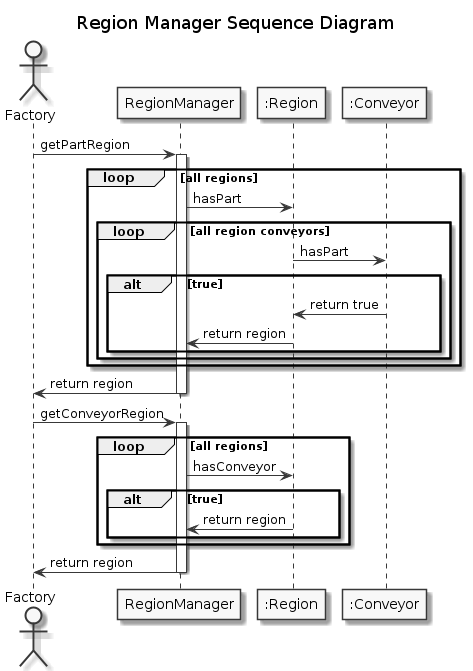 Region Manager Sequence Diagram
Factory
RegionManager
:Region
:Conveyor
getPartRegion
loop [all regions]
hasPart
loop [all region conveyors]
hasPart
alt [true]
return true
return region
return region
getConveyorRegion
loop [all regions]
hasConveyor
alt [true]
return region
return region
Factory
RegionManager
:Region
:Conveyor